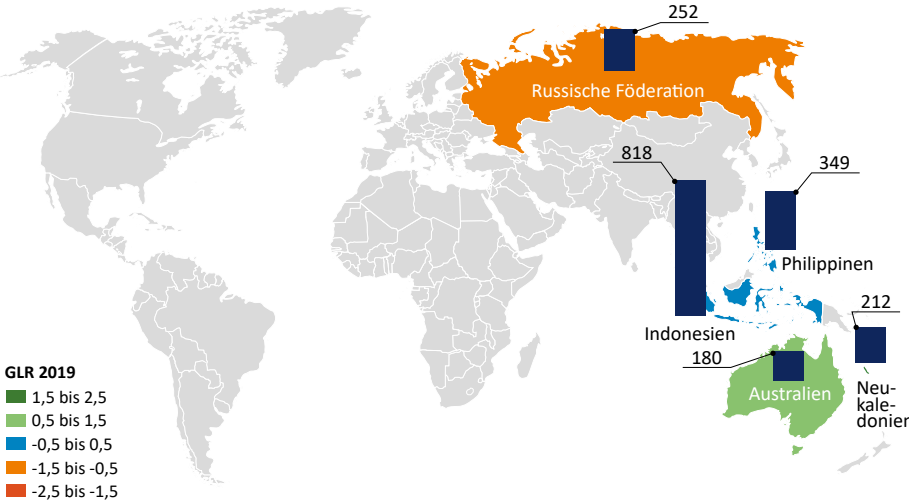 252
Russische Föderation
818
349
Philippinen
212
Indonesien
180
Australien
Neu-
kale-
donien
GLR 2019
1,5 bis 2,5
0,5 bis 1,5
-0,5 bis 0,5
-1,5 bis -0,5
-2,5 bis -1,5